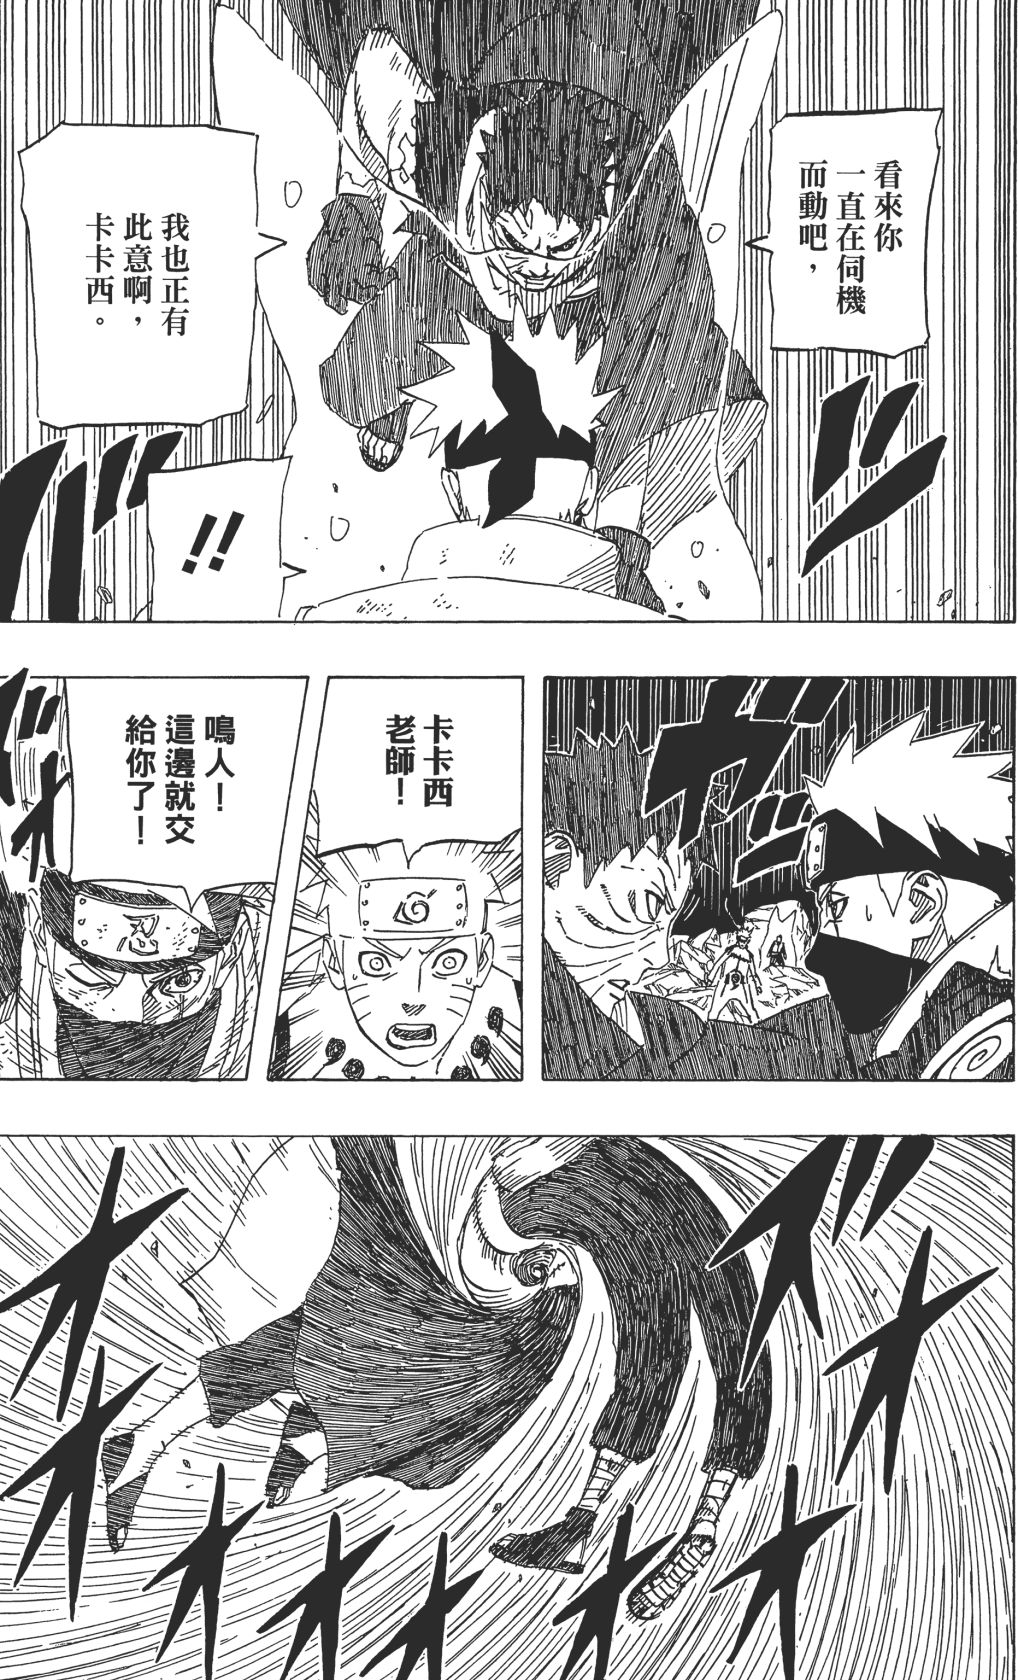 看來你
一直在伺機
而動吧，
我也正有
此意啊，
卡卡西。
!!
卡卡西
老師！
鳴人！
這邊就交
給你了！
忍